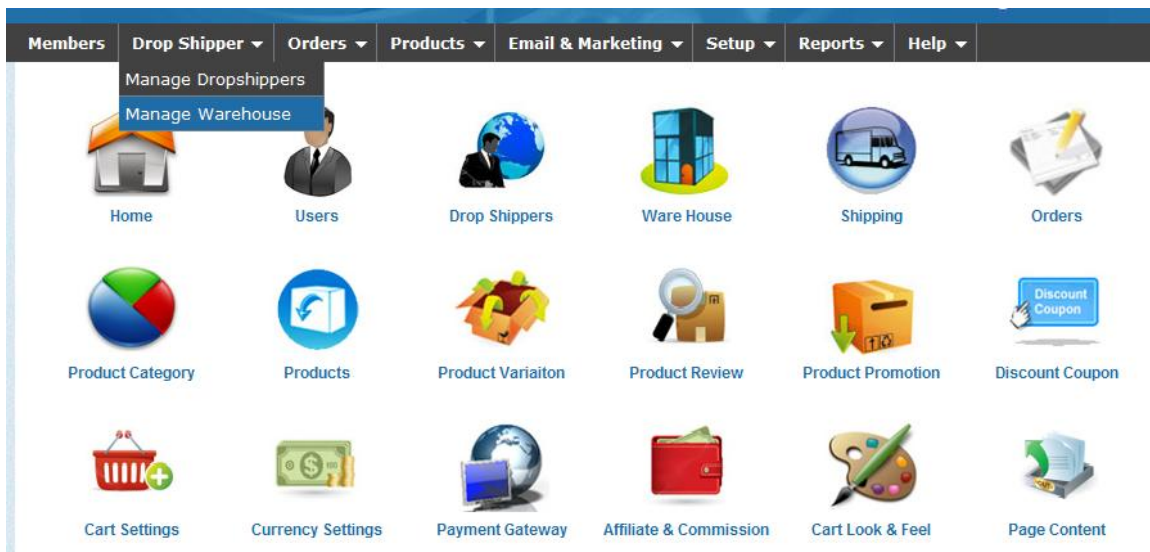 Members Drop Shipper Orders Products Email & Marketing Setup Reports Help
Manage Dropshippers
Manage Warehouse
Home Users Drop Shippers Ware House Shipping Orders
Discount
Coupon
Product Category Products Product Variaiton Product Review Product Promotion Discount Coupon
Cart Settings Currency Settings Payment Gateway Affiliate & Commission Cart Look & Feel Page Content